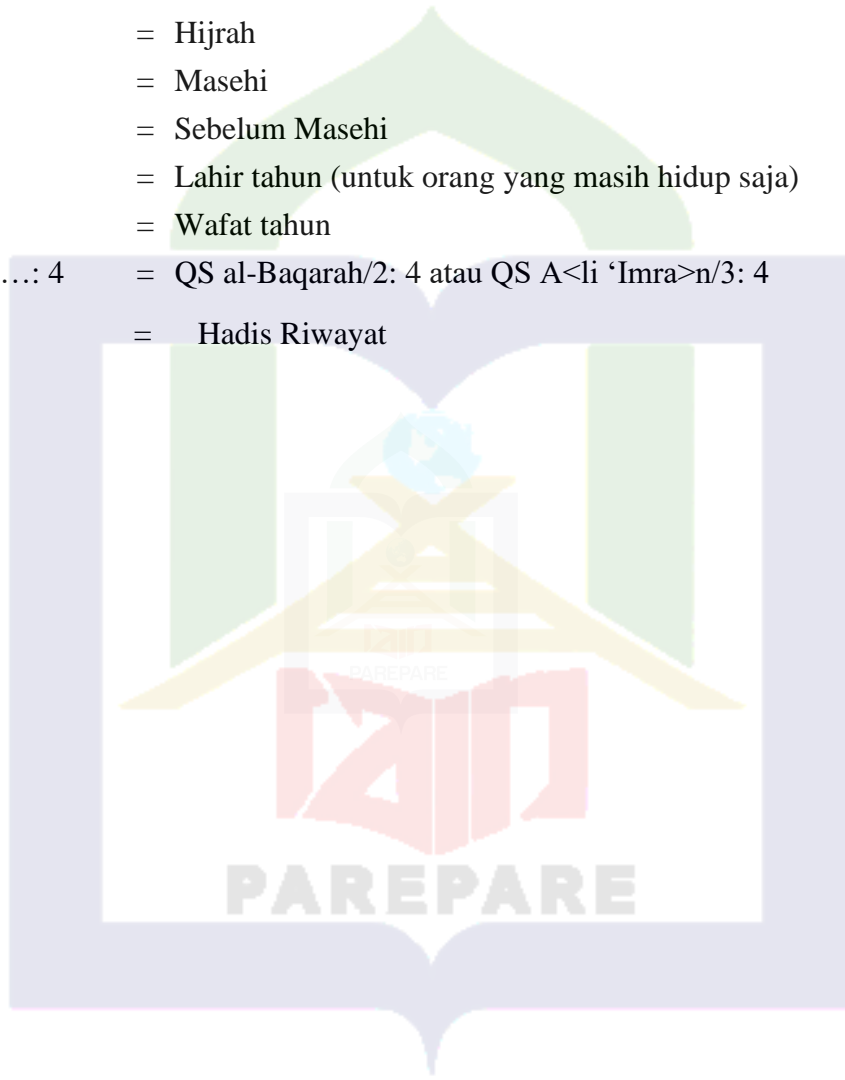 = Hijrah
= Masehi
= Sebelum Masehi
= Lahir tahun (untuk orang yang masih hidup saja)
= Wafat tahun
…: 4 = QS al-Baqarah/2: 4 atau QS A<li ‘Imra>n/3: 4
= Hadis Riwayat
PAREPARE
PAREPARE